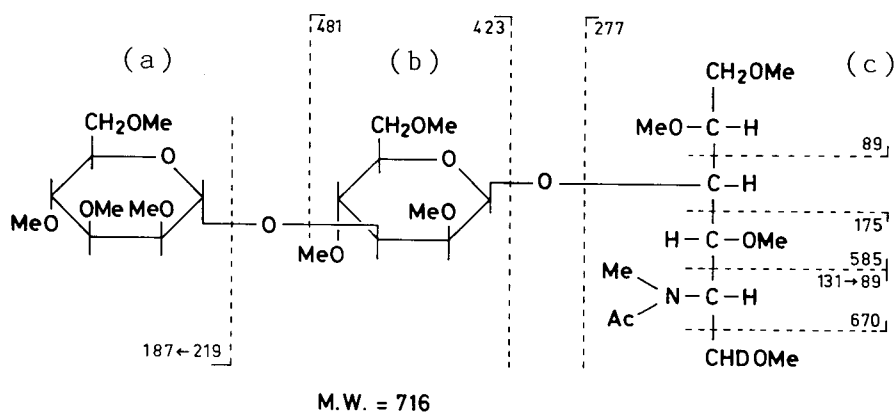 481 423 277
(a) (b) (c)
CH2OMe
MeO–C–H
89
CH2OMe CH2OMe
O O
O C–H
MeO OMe MeO MeO
175
O H–C–OMe
MeO
585
Me 131→89
N–C–H
Ac
670
187←219
CHDOMe
M.W. = 716